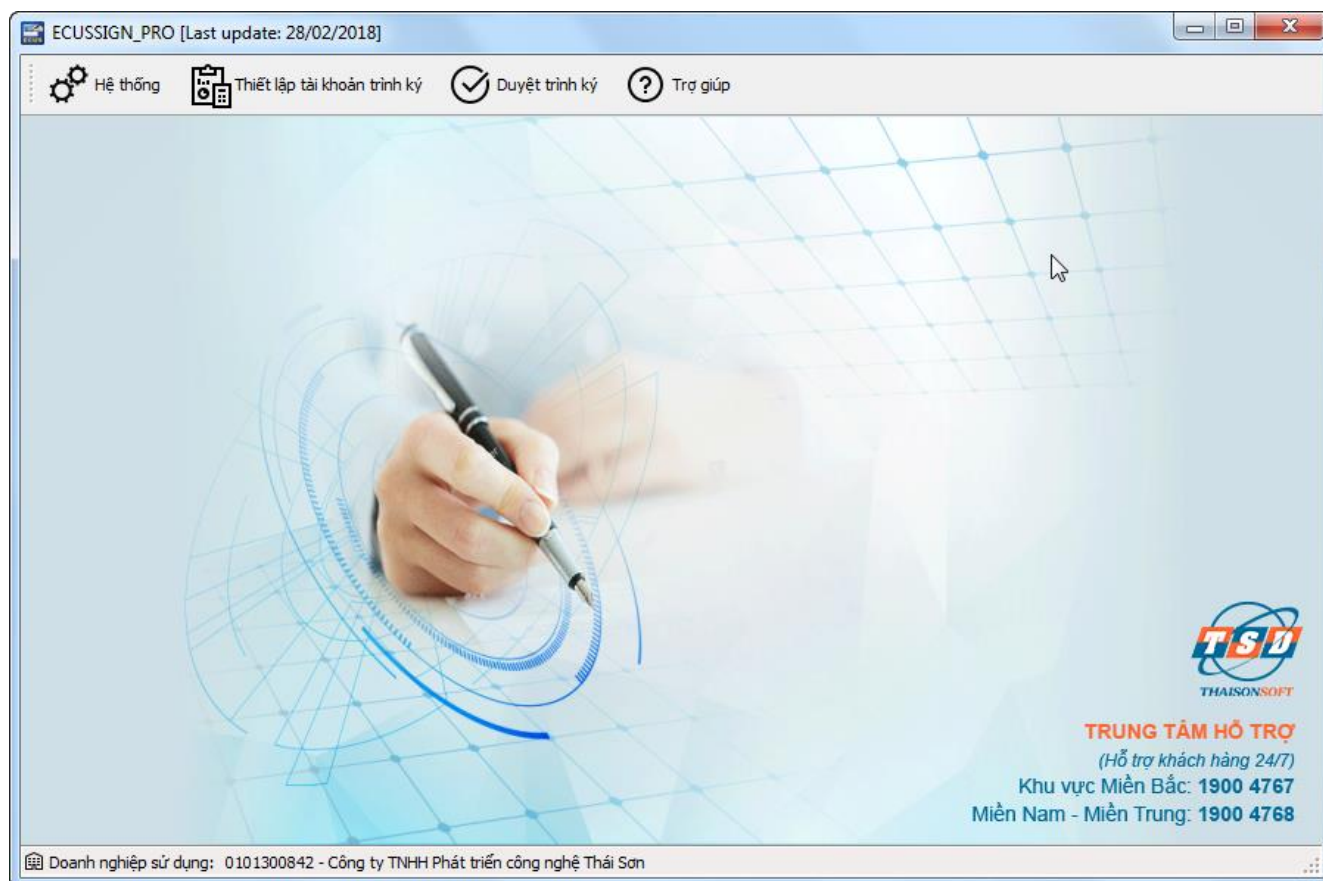 ECUSSIGN_PRO [Last update: 28/02/2018]
Hệ thống Thiết lập tài khoản trình ký Duyệt trình ký Trợ giúp
TSD
THAISONSOFT
TRUNG TÂM HỖ TRỢ
(Hỗ trợ khách hàng 24/7)
Khu vực Miền Bắc: 1900 4767
Miền Nam - Miền Trung: 1900 4768
Doanh nghiệp sử dụng: 0101300842 - Công ty TNHH Phát triển công nghệ Thái Sơn